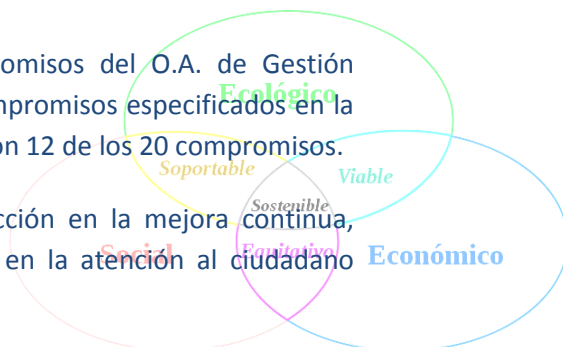 omisos del O.A. de Gestión
Ecológico
mpromisos especificados en la
on 12 de los 20 compromisos.
Soportable
Viable
Sostenible
cción en la mejora continua,
Social
Equitativo
Económico
en la atención al ciudadano